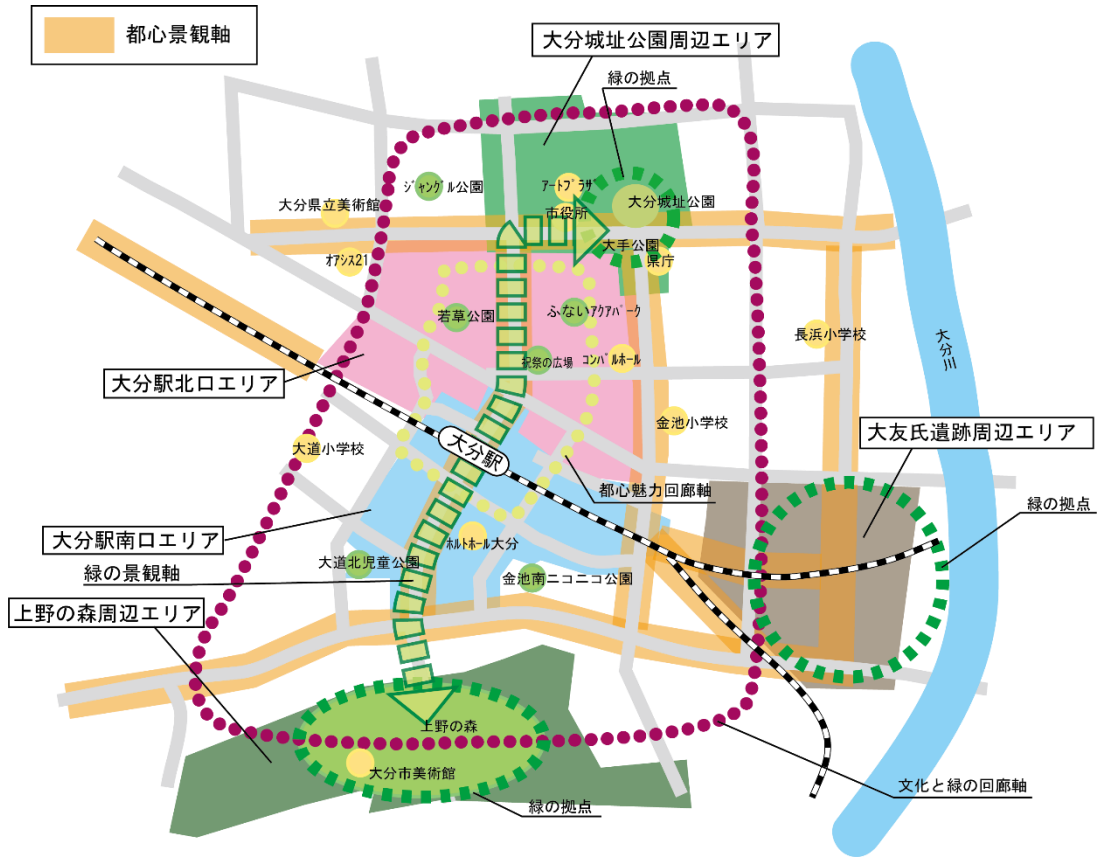 都心景観軸
大分城址公園周辺エリア
緑の拠点
ジャングル公園
アートプラザ
大分県立美術館
市役所
大分城址公園
大手公園
オアシス21
県庁
若草公園
ふないアクアパーク
長浜小学校
大分川
祝祭の広場
コンパルホール
大分駅北口エリア
金池小学校
大友氏遺跡周辺エリア
大分駅
大道小学校
都心魅力回廊軸
緑の拠点
大分駅南口エリア
ホルトホール大分
大道北児童公園
緑の景観軸
金池南ニコニコ公園
上野の森周辺エリア
上野の森
大分市美術館
文化と緑の回廊軸
緑の拠点